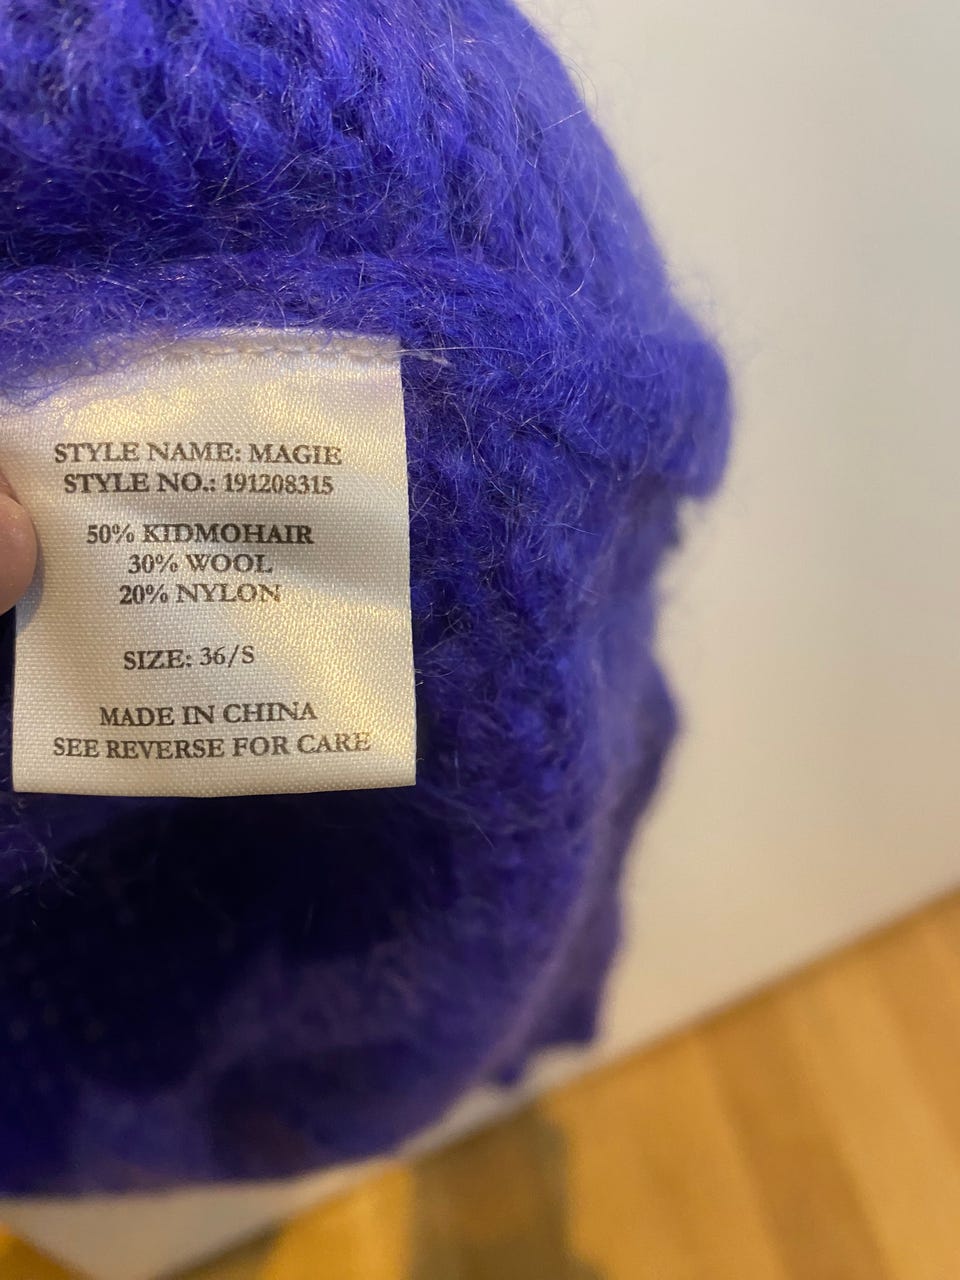 STYLE NAME: MAGIE
STYLE NO.: 191208315
50% KIDMOHAIR
30% WOOL
20% NYLON
SIZE: 36/S
MADE IN CHINA
SEE REVERSE FOR CARE